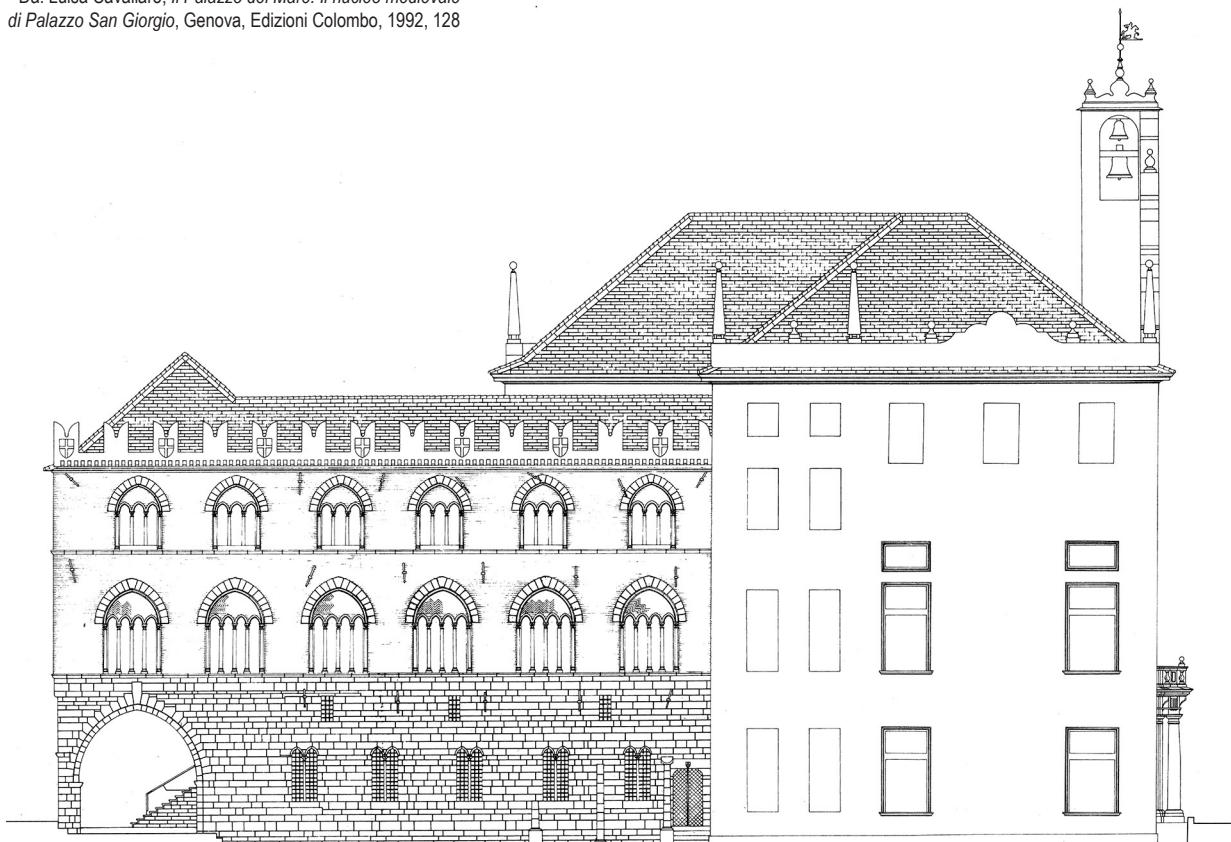 Da: Luisa Cavallaro, Il Palazzo del Mare. Il nucleo medievale
di Palazzo San Giorgio, Genova, Edizioni Colombo, 1992, 128